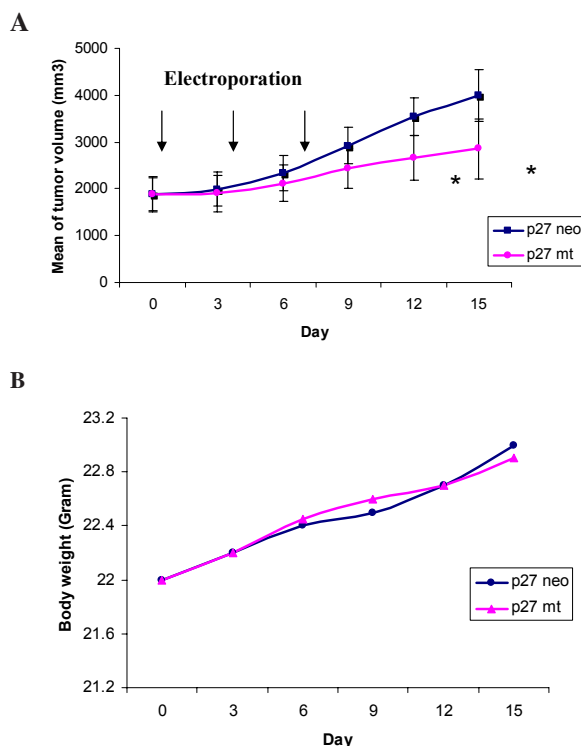 A
Electroporation
Mean of tumor volume (mm3)
5000
4000
3000
2000
1000
0
*
*
p27 neo
p27 mt
0 3 6 9 12 15
Day
B
Body weight (Gram)
23.2
22.8
22.4
22
21.6
21.2
p27 neo
p27 mt
0 3 6 9 12 15
Day